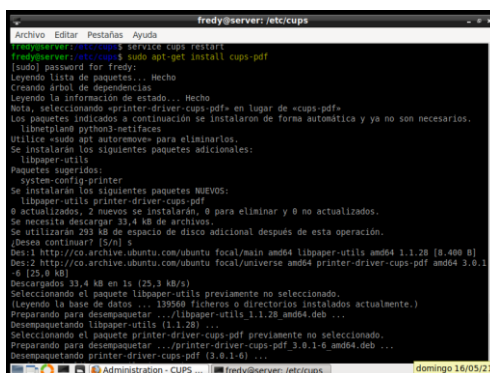 fredy@server: /etc/cups
Archivo Editar Pestañas Ayuda
fredy@server:/etc/cups$ service cups restart
fredy@server:/etc/cups$ sudo apt-get install cups-pdf
[sudo] password for fredy:
Leyendo lista de paquetes... Hecho
Creando árbol de dependencias
Leyendo la información de estado... Hecho
Nota, seleccionando «printer-driver-cups-pdf» en lugar de «cups-pdf»
Los paquetes indicados a continuación se instalaron de forma automática y ya no son necesarios.
libnetplan0 python3-netifaces
Utilice «sudo apt autoremove» para eliminarlos.
Se instalarán los siguientes paquetes adicionales:
libpaper-utils
Paquetes sugeridos:
system-config-printer
Se instalarán los siguientes paquetes NUEVOS:
libpaper-utils printer-driver-cups-pdf
0 actualizados, 2 nuevos se instalarán, 0 para eliminar y 0 no actualizados.
Se necesita descargar 33,4 kB de archivos.
Se utilizarán 293 kB de espacio de disco adicional después de esta operación.
¿Desea continuar? [S/n] s
Des:1 http://co.archive.ubuntu.com/ubuntu focal/main amd64 libpaper-utils amd64 1.1.28 [8.400 B]
Des:2 http://co.archive.ubuntu.com/ubuntu focal/universe amd64 printer-driver-cups-pdf amd64 3.0.1
-6 [25,0 kB]
Descargados 33,4 kB en 1s (25,3 kB/s)
Seleccionando el paquete libpaper-utils previamente no seleccionado.
(Leyendo la base de datos ... 139560 ficheros o directorios instalados actualmente.)
Preparando para desempaquetar .../libpaper-utils_1.1.28_amd64.deb ...
Desempaquetando libpaper-utils (1.1.28) ...
Seleccionando el paquete printer-driver-cups-pdf previamente no seleccionado.
Preparando para desempaquetar .../printer-driver-cups-pdf_3.0.1-6_amd64.deb ...
Desempaquetando printer-driver-cups-pdf (3.0.1-6) ...
Administration - CUPS ... fredy@server: /etc/cups domingo 16/05/21